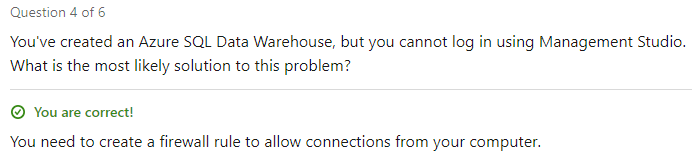 Question 4 of 6
You've created an Azure SQL Data Warehouse, but you cannot log in using Management Studio.
What is the most likely solution to this problem?
You are correct!
You need to create a firewall rule to allow connections from your computer.